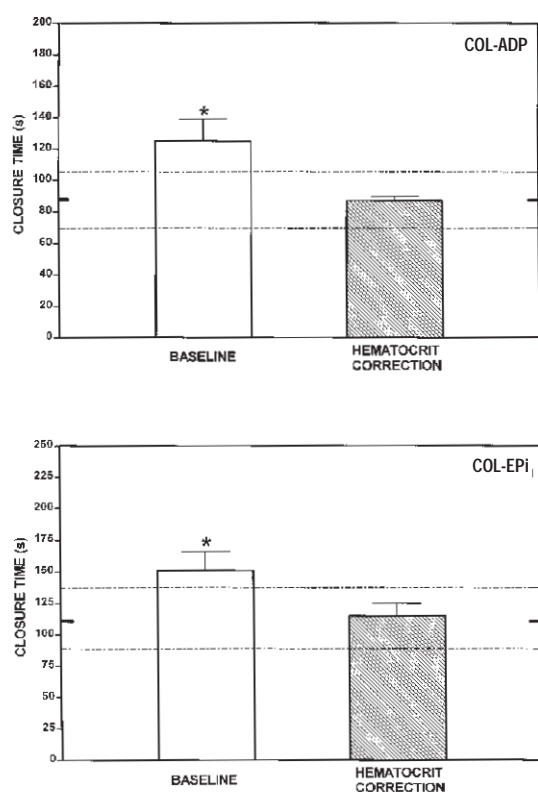 COL-ADP
CLOSURE TIME (s)
200
180
160
140
120
100
80
60
40
20
0
*
BASELINE
HEMATOCRIT
CORRECTION
COL-EPi
CLOSURE TIME (s)
250
225
200
175
150
125
100
75
50
25
0
*
BASELINE
HEMATOCRIT
CORRECTION